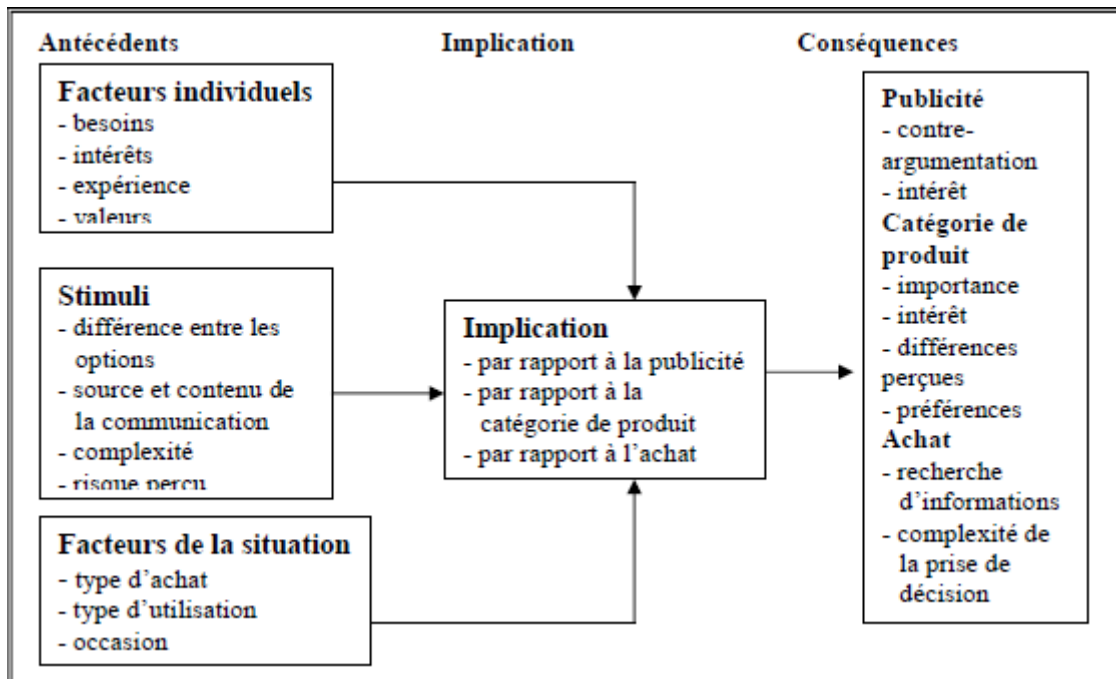 Antécédents
Implication
Conséquences
Facteurs individuels
- besoins
- intérêts
- expérience
- valeurs
Stimuli
- différence entre les
options
- source et contenu de
la communication
- complexité
- risque perçu
Facteurs de la situation
- type d'achat
- type d'utilisation
- occasion
Implication
- par rapport à la publicité
- par rapport à la
catégorie de produit
- par rapport à l'achat
Publicité
- contre-
argumentation
- intérêt
Catégorie de
produit
- importance
- intérêt
- différences
perçues
- préférences
Achat
- recherche
d'informations
- complexité de
la prise de
décision